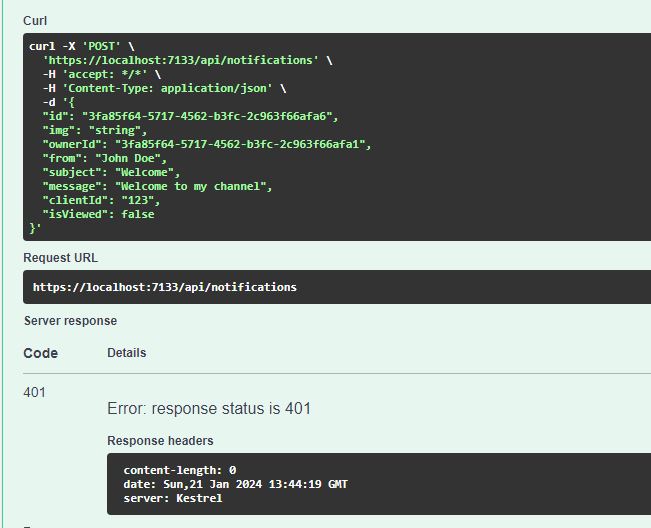 Curl
curl -X 'POST' \
'https://localhost:7133/api/notifications' \
-H 'accept: */*' \
-H 'Content-Type: application/json' \
-d '{
"id": "3fa85f64-5717-4562-b3fc-2c963f66afa6",
"img": "string",
"ownerId": "3fa85f64-5717-4562-b3fc-2c963f66afa1",
"from": "John Doe",
"subject": "Welcome",
"message": "Welcome to my channel",
"clientId": "123",
"isViewed": false
}'
Request URL
https://localhost:7133/api/notifications
Server response
Code Details
401
Error: response status is 401
Response headers
content-length: 0
date: Sun,21 Jan 2024 13:44:19 GMT
server: Kestrel